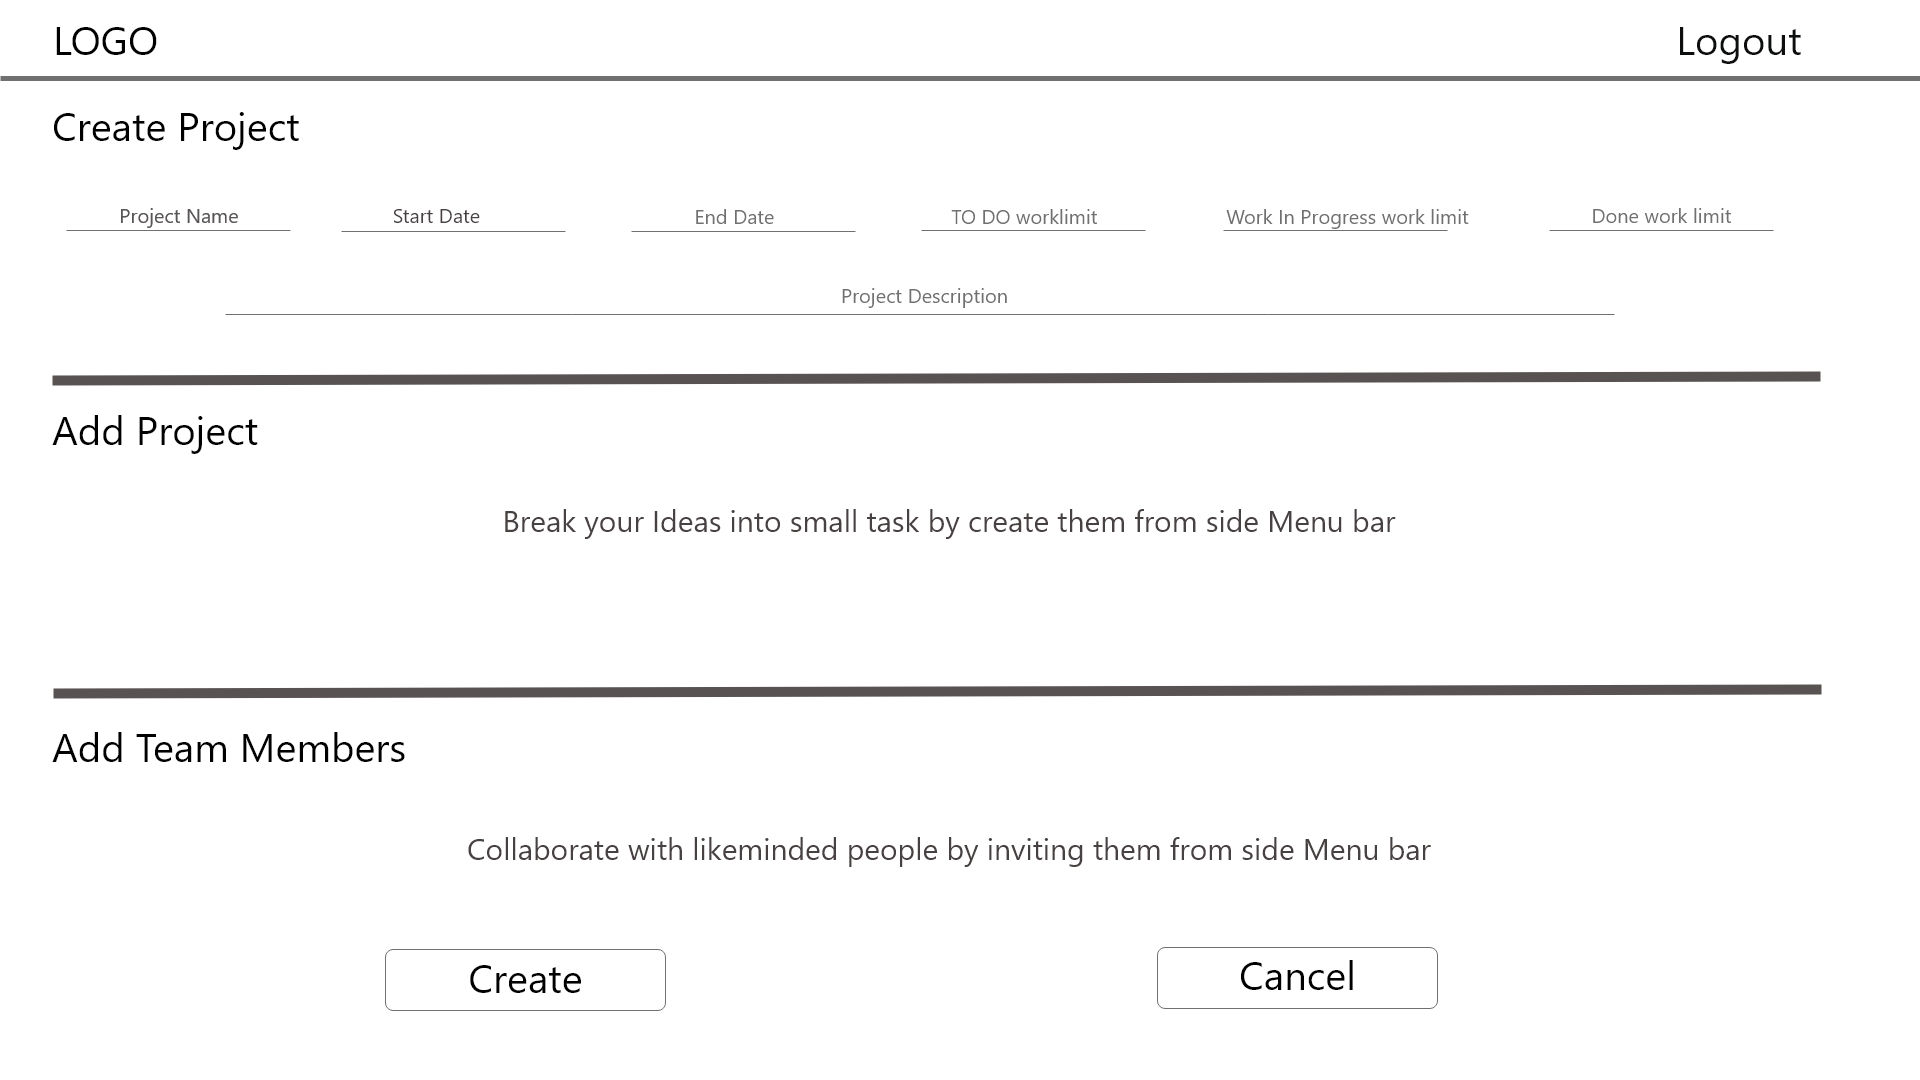 LOGO
Logout
Create Project
Project Name
Start Date
End Date
TO DO worklimit
Work In Progress work limit
Done work limit
Project Description
Add Project
Break your Ideas into small task by create them from side Menu bar
Add Team Members
Collaborate with likeminded people by inviting them from side Menu bar
Create
Cancel